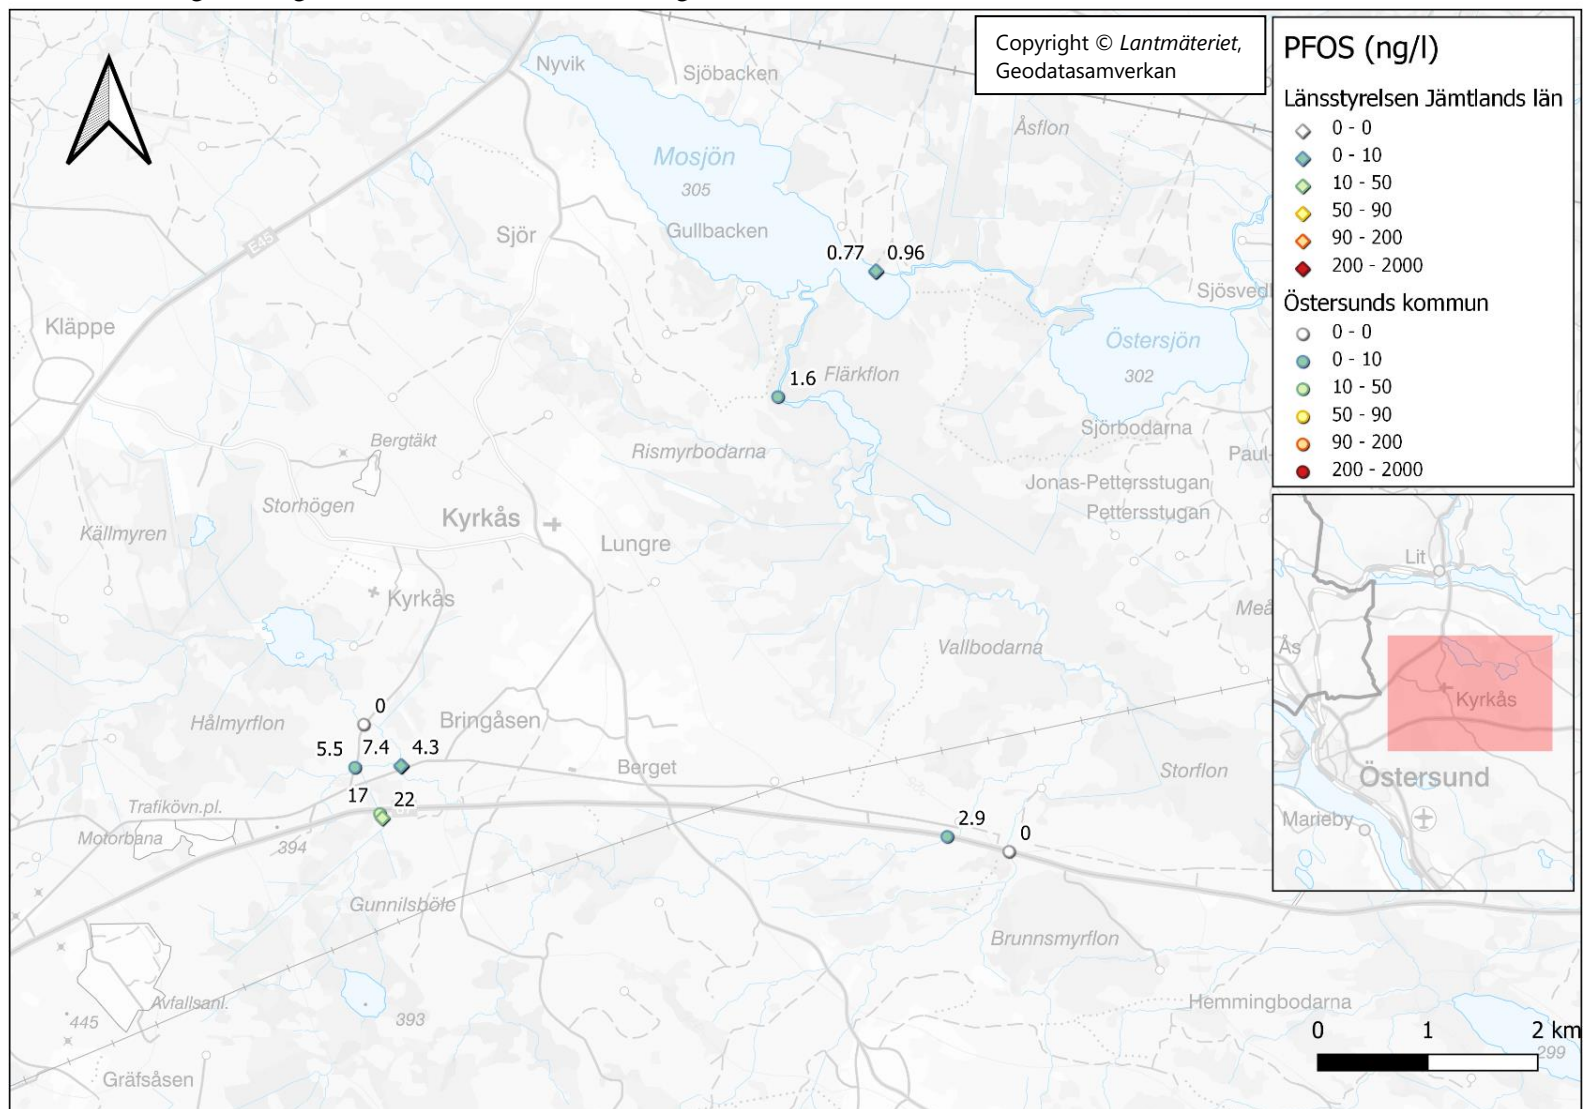 Copyright © Lantmäteriet,
Geodatasamverkan
PFOS (ng/l)
Länsstyrelsen Jämtlands län
0 - 0
0 - 10
10 - 50
50 - 90
90 - 200
200 - 2000
Östersunds kommun
0 - 0
0 - 10
10 - 50
50 - 90
90 - 200
200 - 2000
Nyvik
Sjöbacken
Åsflon
Mosjön
305
Gullbacken
Sjör
E45
0.77
0.96
Sjösvedj
Kläppe
Östersjön
302
1.6
Flärkflon
Sjörbodarna
Bergtäkt
Rismyrbodarna
Paul-
Jonas-Pettersstugan
Pettersstugan
Storhögen
Källmyren
Kyrkås
Lungre
Kyrkås
Meå
Vallbodarna
0
Hålmyrflon
Bringåsen
5.5
7.4
4.3
Berget
Storflon
17
22
Trafikövn.pl.
Motorbana
394
2.9
0
Gunnilsböle
Brunnsmyrflon
Avfallsanl.
445
393
Hemmingbodarna
Gräfsåsen
Lit
Ås
Kyrkås
Östersund
Marieby
0
1
2 km
299